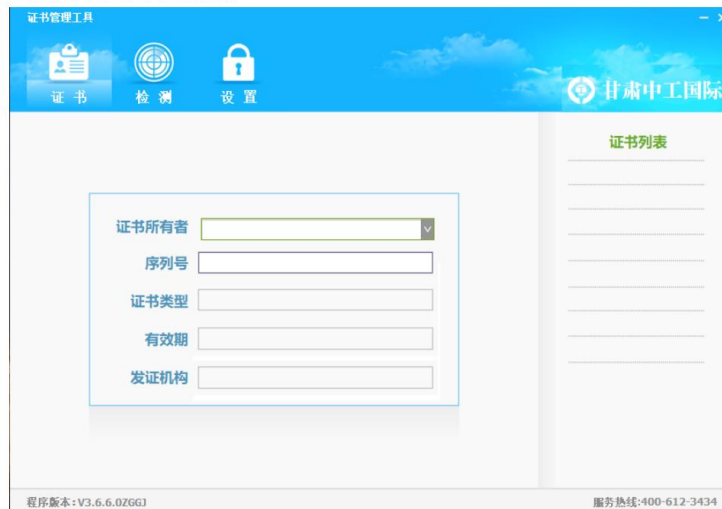 证书管理工具
证书 检测 设置
甘肃中工国际
证书列表
证书所有者
序列号
证书类型
有效期
发证机构
程序版本:V3.6.6.0ZGGJ
服务热线:400-612-3434